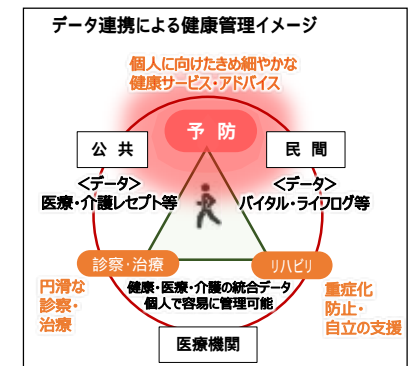 データ連携による健康管理イメージ
個人に向けたきめ細やかな
健康サービス・アドバイス
予 防
公 共
民 間
<データ>
医療・介護レセプト等
<データ>
バイタル・ライフログ等
診察・治療
リハビリ
円滑な
診察・
治療
健康・医療・介護の統合データ
個人で容易に管理可能
重症化
防止・
自立の支援
医療機関